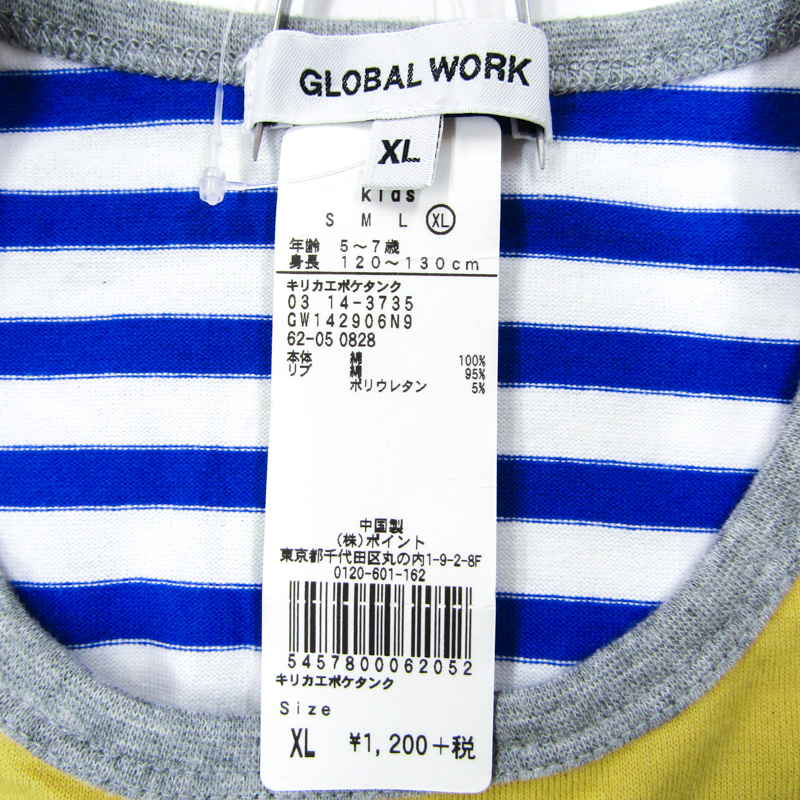 GLOBAL WORK
XL
kids
S M L XL
年齢 5〜7歳
身長 120〜130cm
キリカエポケタンク
03 14-3735
GW142906N9
62-05 0828
本体 綿 100%
リブ 綿 95%
ポリウレタン 5%
中国製
(株)ポイント
東京都千代田区丸の内1-9-2-8F
0120-601-162
5457800062052
キリカエポケタンク
Size
XL ¥1,200+税